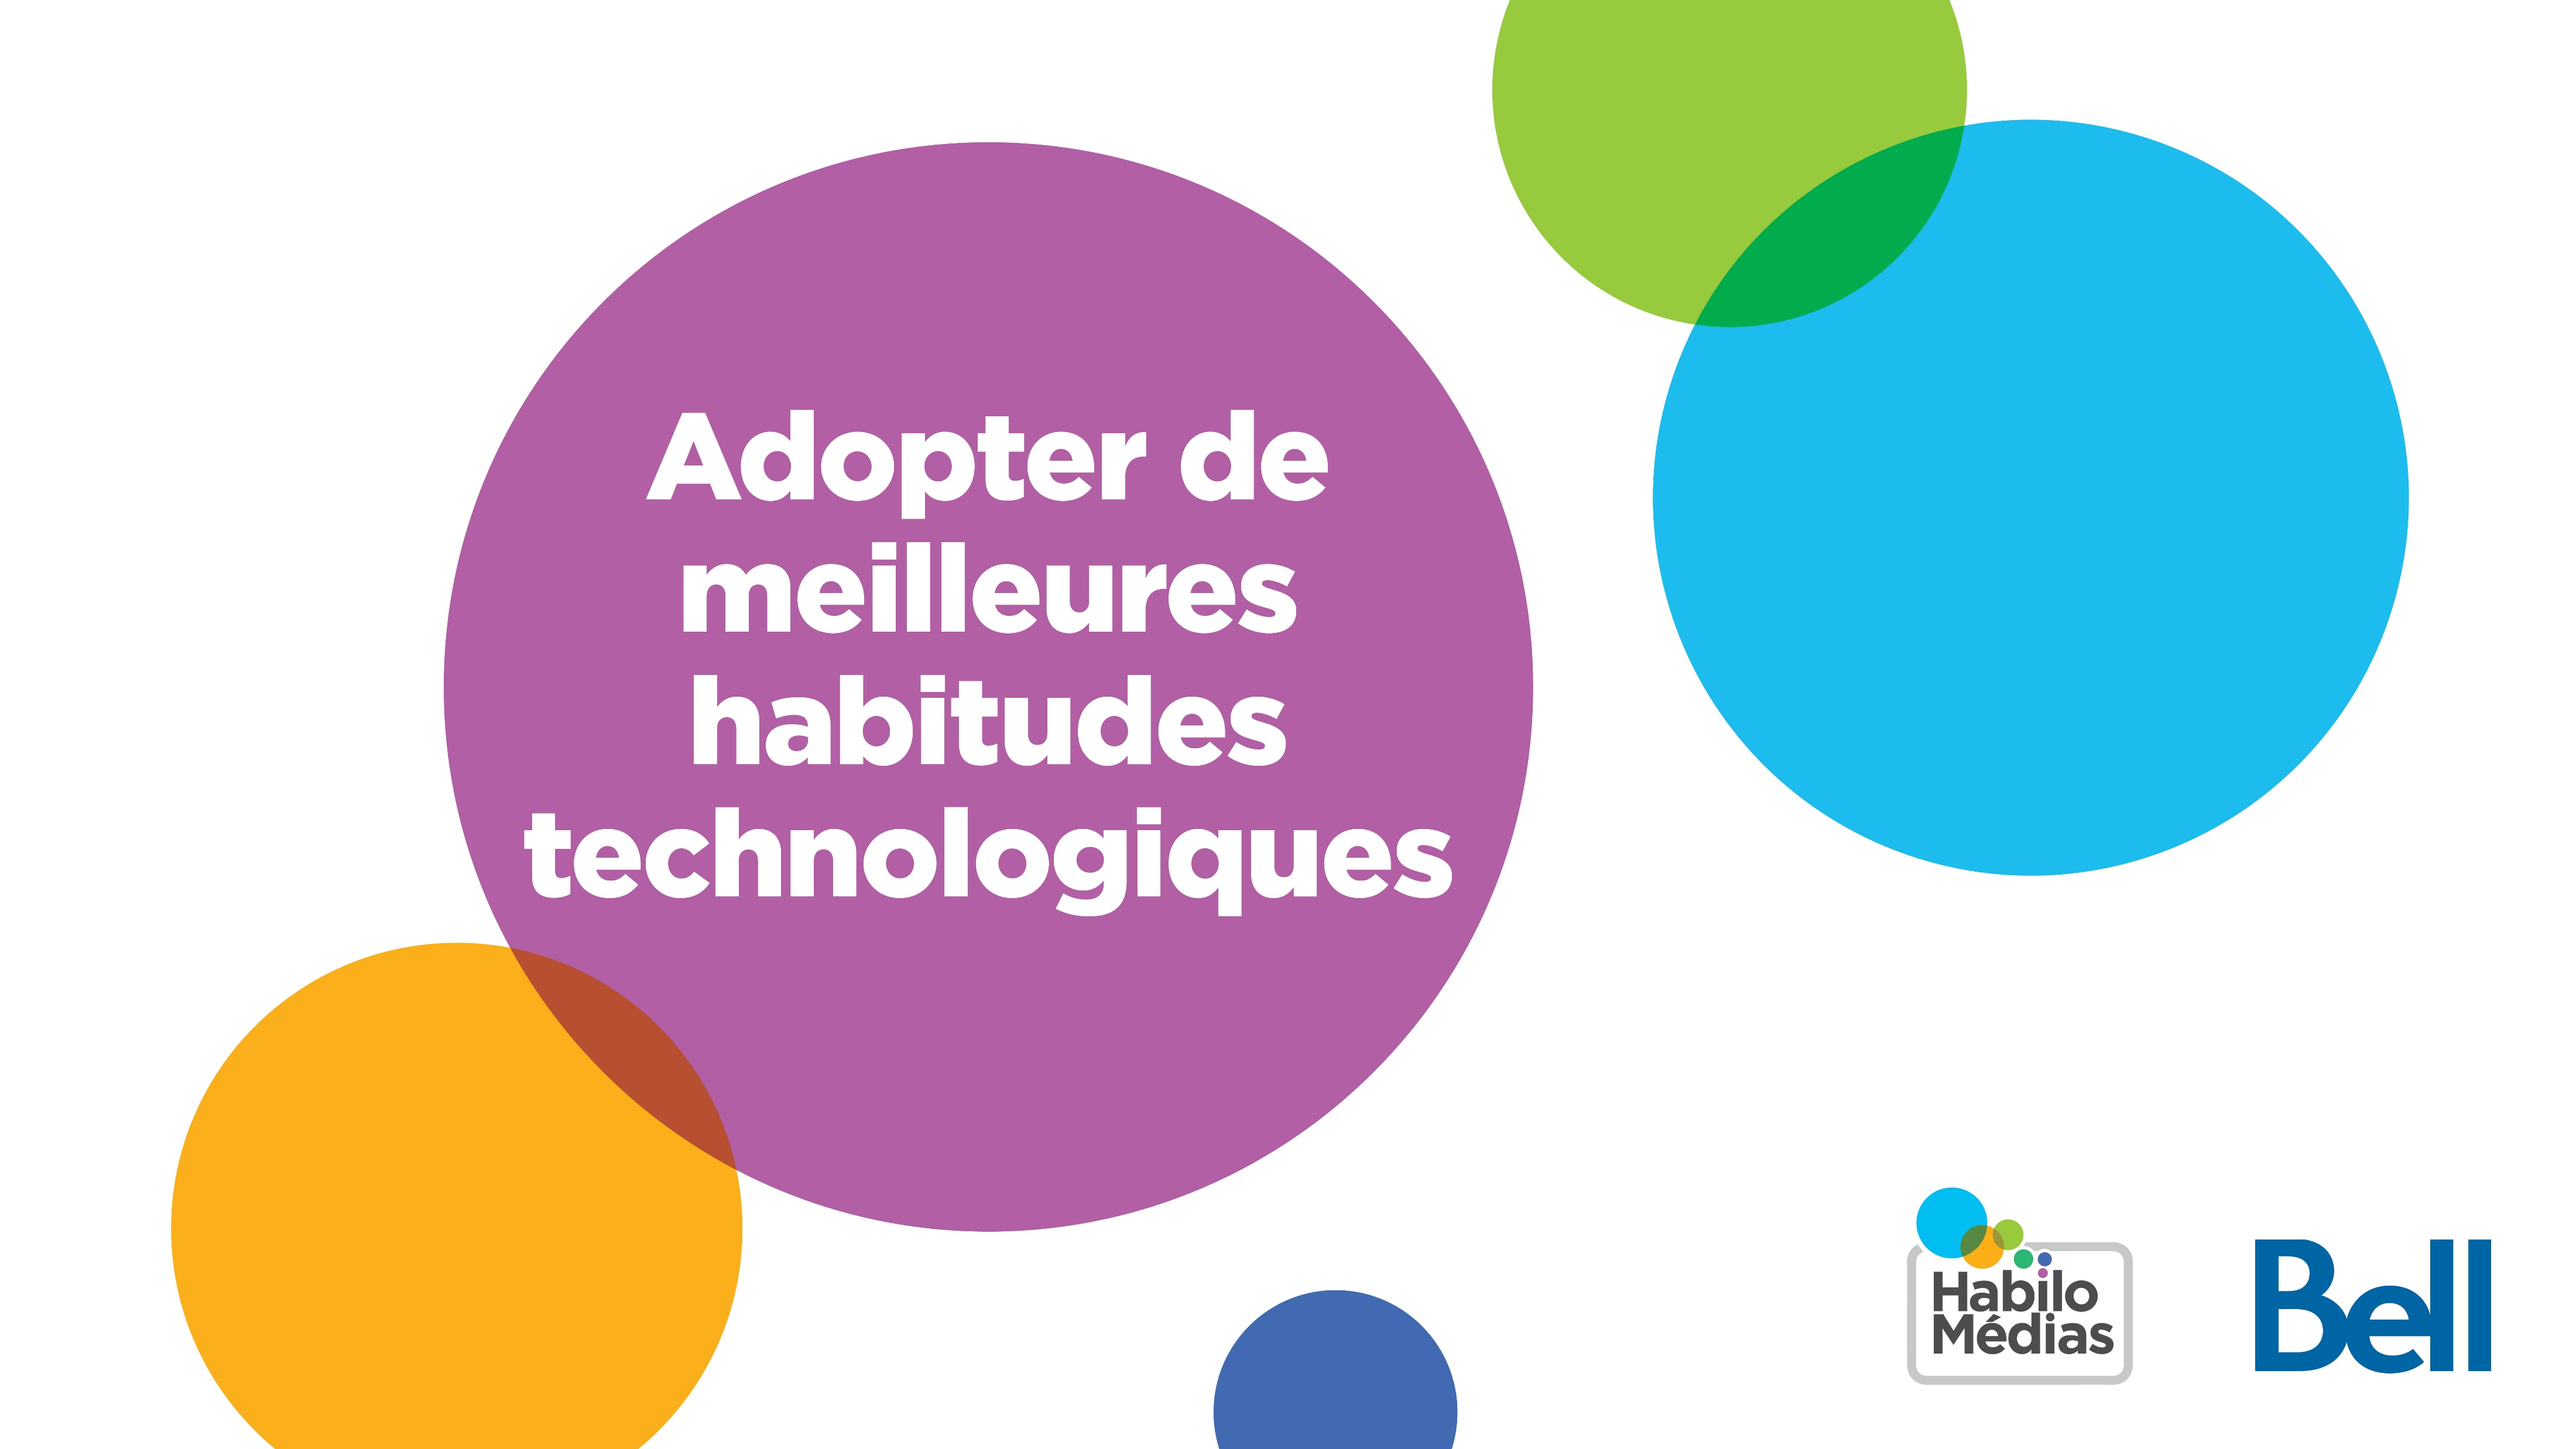 Adopter de
meilleures
habitudes
technologiques
Habilo
Médias
Bell